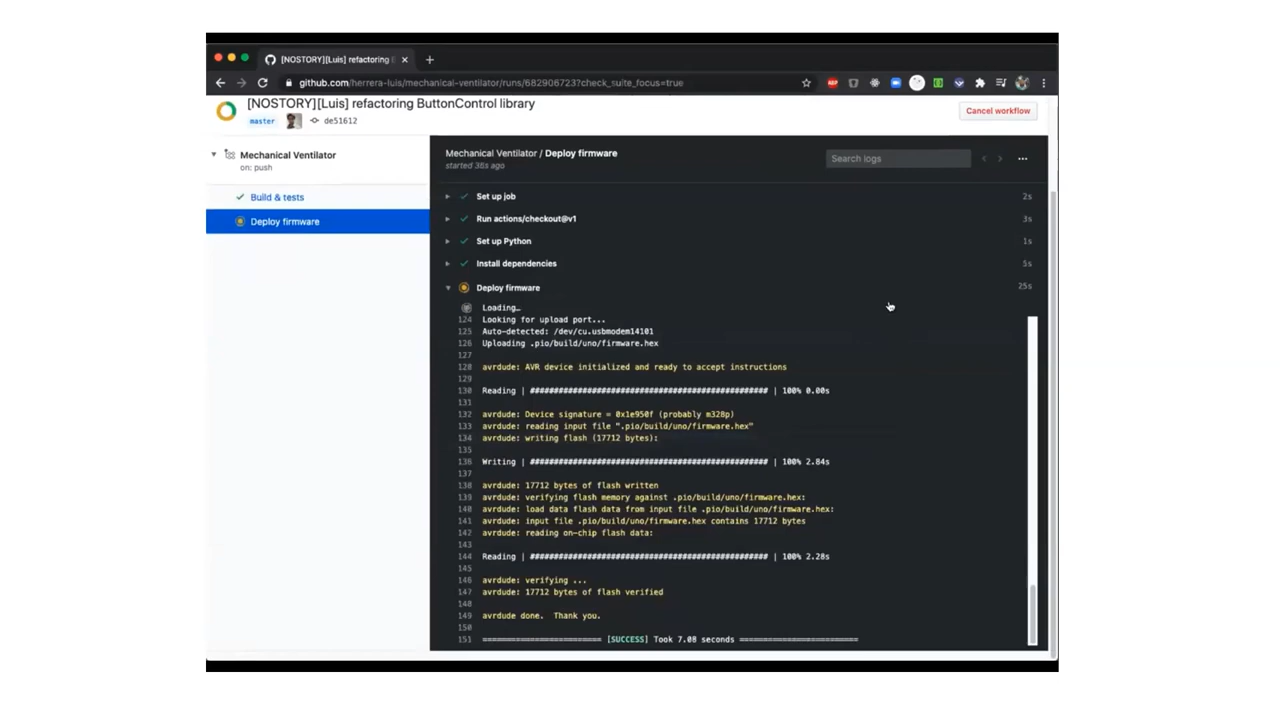 [NOSTORY][Luis] refactoring
github.com/herrera-luis/mechanical-ventilator/runs/682906723?check_suite_focus=true
[NOSTORY][Luis] refactoring ButtonControl library
Cancel workflow
master
de51612
Mechanical Ventilator
on: push
Build & tests
Deploy firmware
Mechanical Ventilator / Deploy firmware
started 36s ago
Search logs
Set up job 2s
Run actions/checkout@v1 3s
Set up Python 1s
Install dependencies 5s
Deploy firmware 25s
Loading…
124 Looking for upload port...
125 Auto-detected: /dev/cu.usbmodem14101
126 Uploading .pio/build/uno/firmware.hex
127
128 avrdude: AVR device initialized and ready to accept instructions
129
130 Reading | ################################################## | 100% 0.00s
131
132 avrdude: Device signature = 0x1e950f (probably m328p)
133 avrdude: reading input file ".pio/build/uno/firmware.hex"
134 avrdude: writing flash (17712 bytes):
135
136 Writing | ################################################## | 100% 2.84s
137
138 avrdude: 17712 bytes of flash written
139 avrdude: verifying flash memory against .pio/build/uno/firmware.hex:
140 avrdude: load data flash data from input file .pio/build/uno/firmware.hex:
141 avrdude: input file .pio/build/uno/firmware.hex contains 17712 bytes
142 avrdude: reading on-chip flash data:
143
144 Reading | ################################################## | 100% 2.28s
145
146 avrdude: verifying ...
147 avrdude: 17712 bytes of flash verified
148
149 avrdude done.  Thank you.
150
151 ========================= [SUCCESS] Took 7.08 seconds =========================